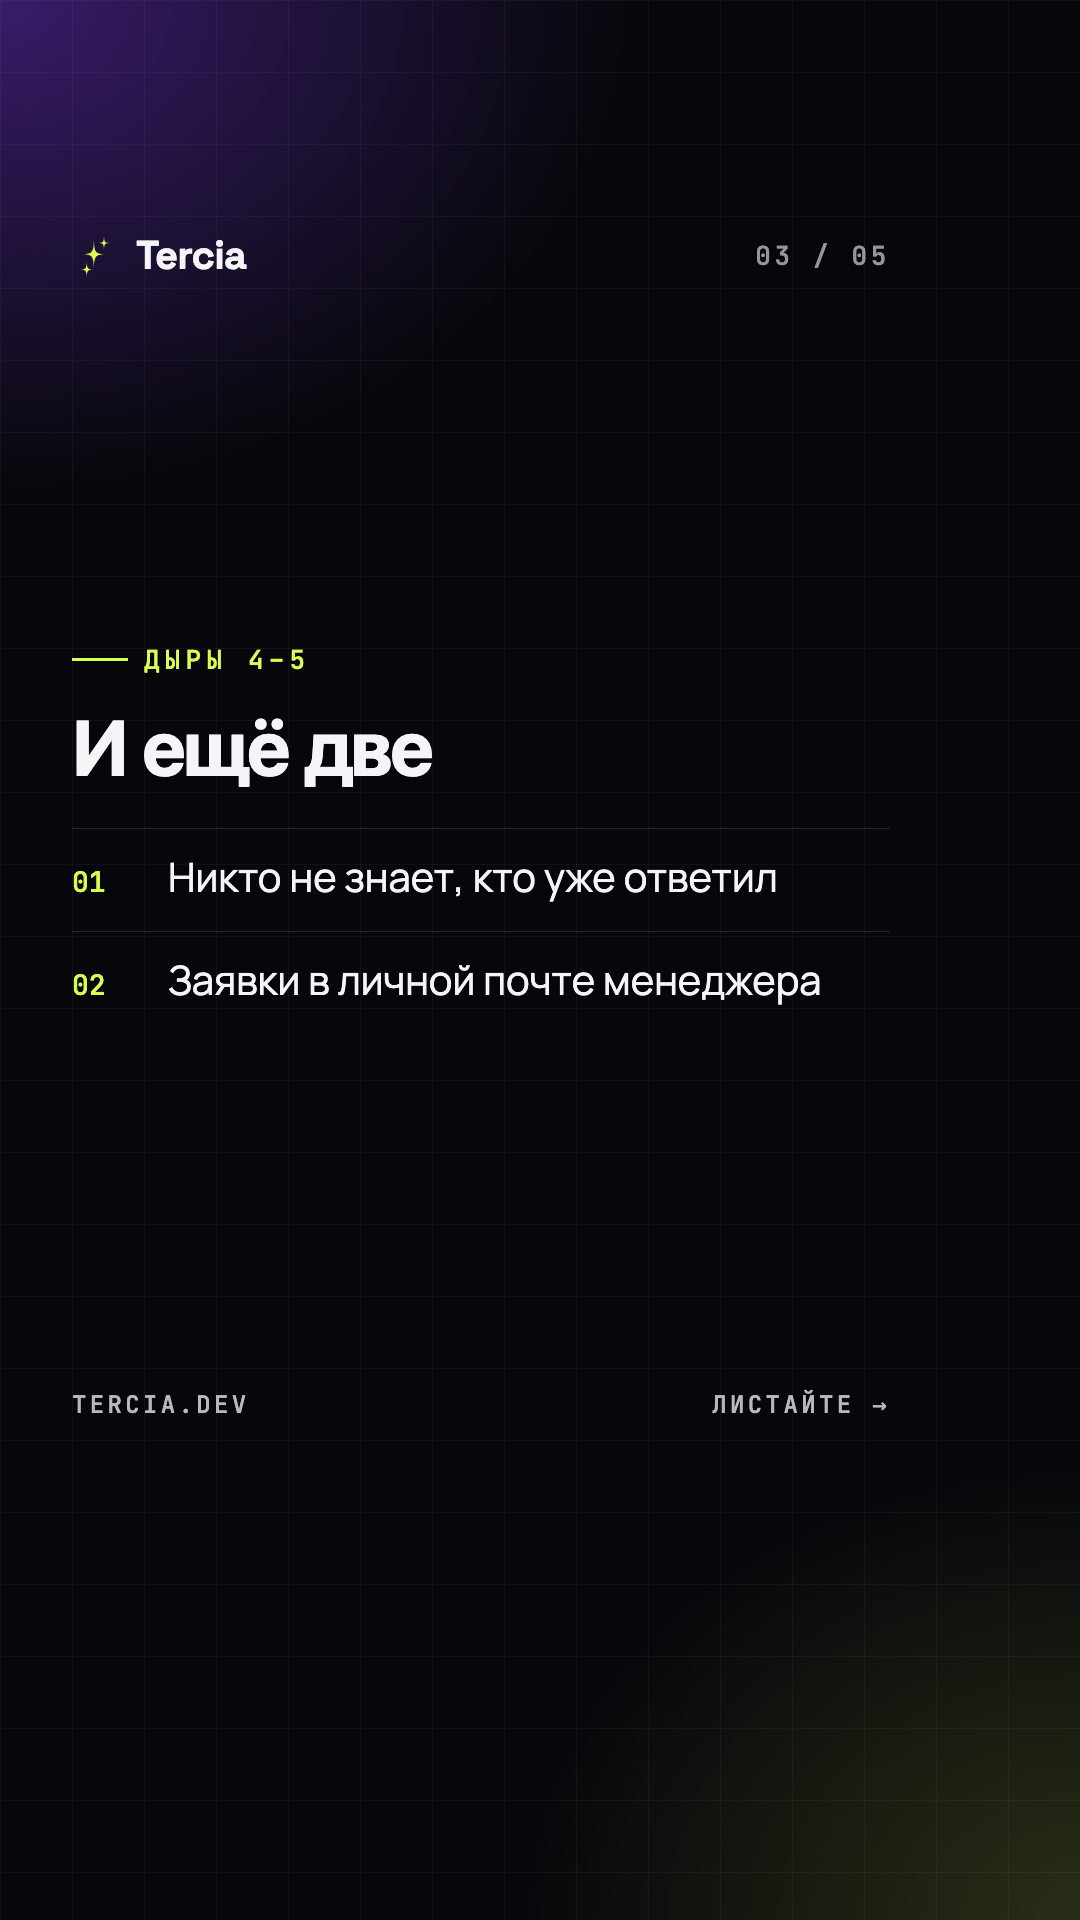 Tercia
03 / 05
ДЫРЫ 4–5
И ещё две
01 Никто не знает, кто уже ответил
02 Заявки в личной почте менеджера
TERCIA.DEV
ЛИСТАЙТЕ →